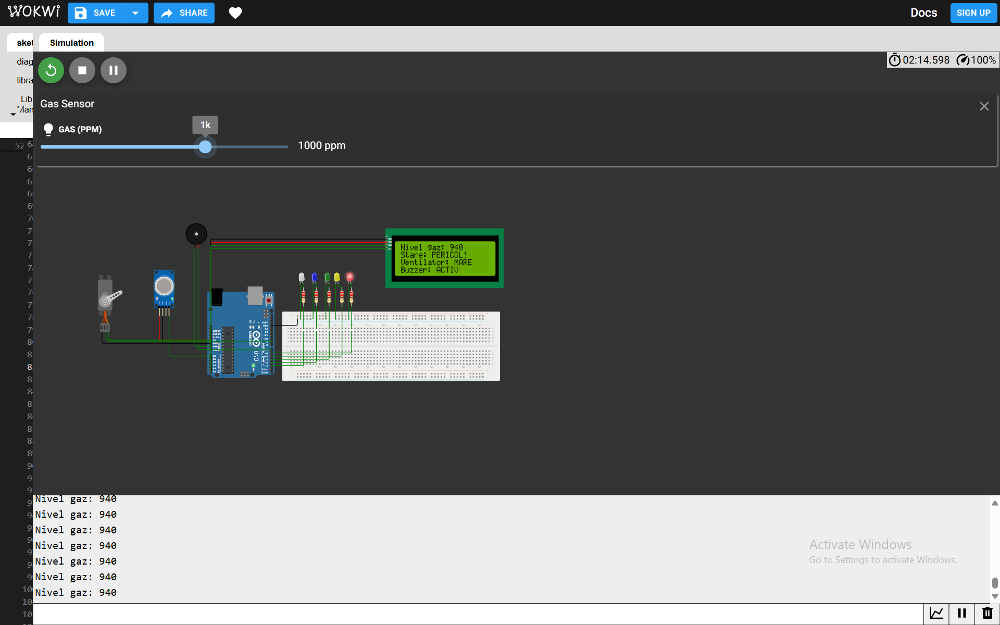 WOKWi
SAVE
SHARE
Docs
SIGN UP
sket
Simulation
diag
libra
Lib
Man
02:14.598
100%
Gas Sensor
1k
GAS (PPM)
1000 ppm
52
Nivel gaz: 940
Stare: PERICOL!
Ventilator: MARE
Buzzer: ACTIV
UNO
Nivel gaz: 940
Nivel gaz: 940
Nivel gaz: 940
Nivel gaz: 940
Nivel gaz: 940
Nivel gaz: 940
Nivel gaz: 940
Activate Windows
Go to Settings to activate Windows.